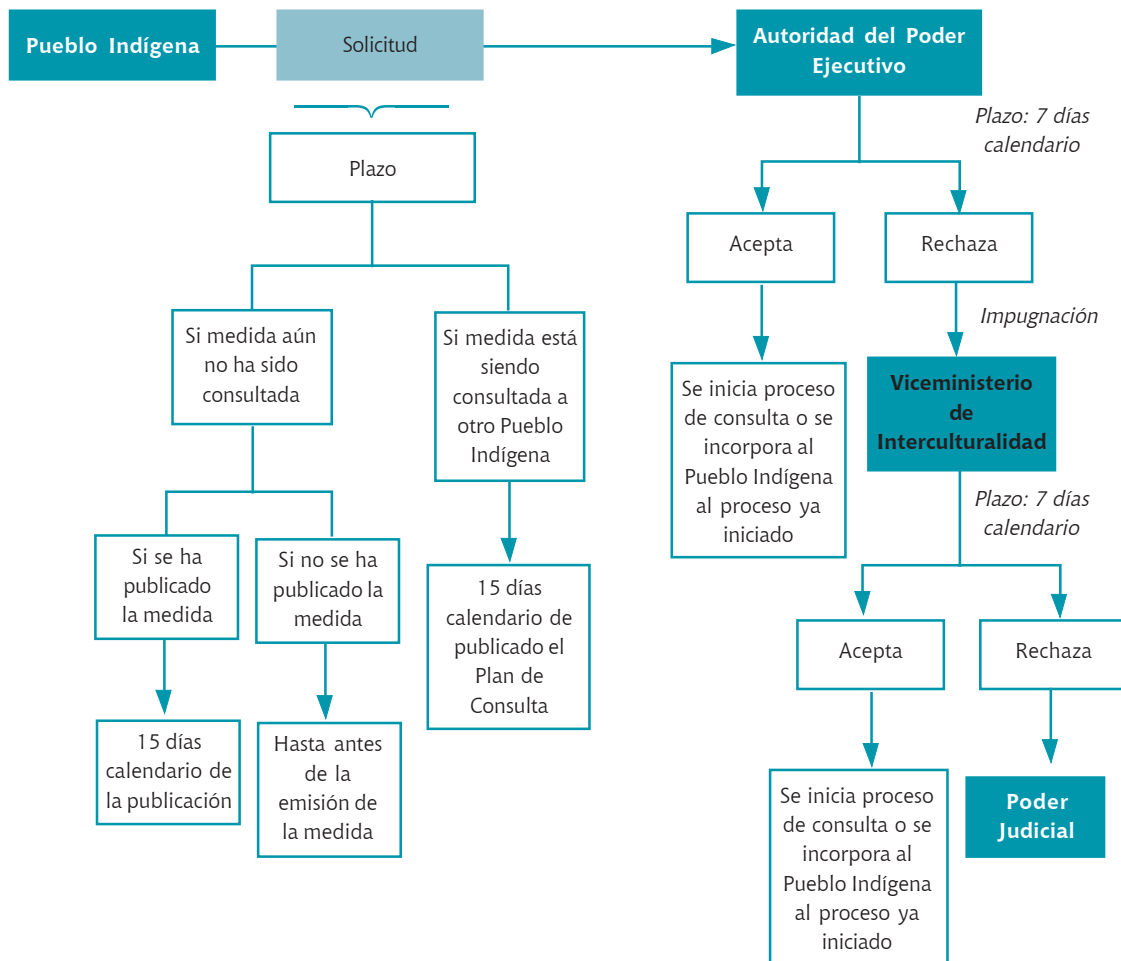 Pueblo Indígena
Solicitud
Autoridad del Poder
Ejecutivo
Plazo: 7 días
calendario
Plazo
Acepta
Rechaza
Impugnación
Si medida aún
no ha sido
consultada
Si medida está
siendo
consultada a
otro Pueblo
Indígena
Se inicia proceso
de consulta o se
incorpora al
Pueblo Indígena
al proceso ya
iniciado
Viceministerio
de
Interculturalidad
Plazo: 7 días
calendario
Si se ha
publicado
la medida
Si no se ha
publicado la
medida
15 días
calendario de
publicado el
Plan de
Consulta
Acepta
Rechaza
15 días
calendario de
la publicación
Hasta antes
de la
emisión de
la medida
Se inicia proceso
de consulta o se
incorpora al
Pueblo Indígena
al proceso ya
iniciado
Poder
Judicial